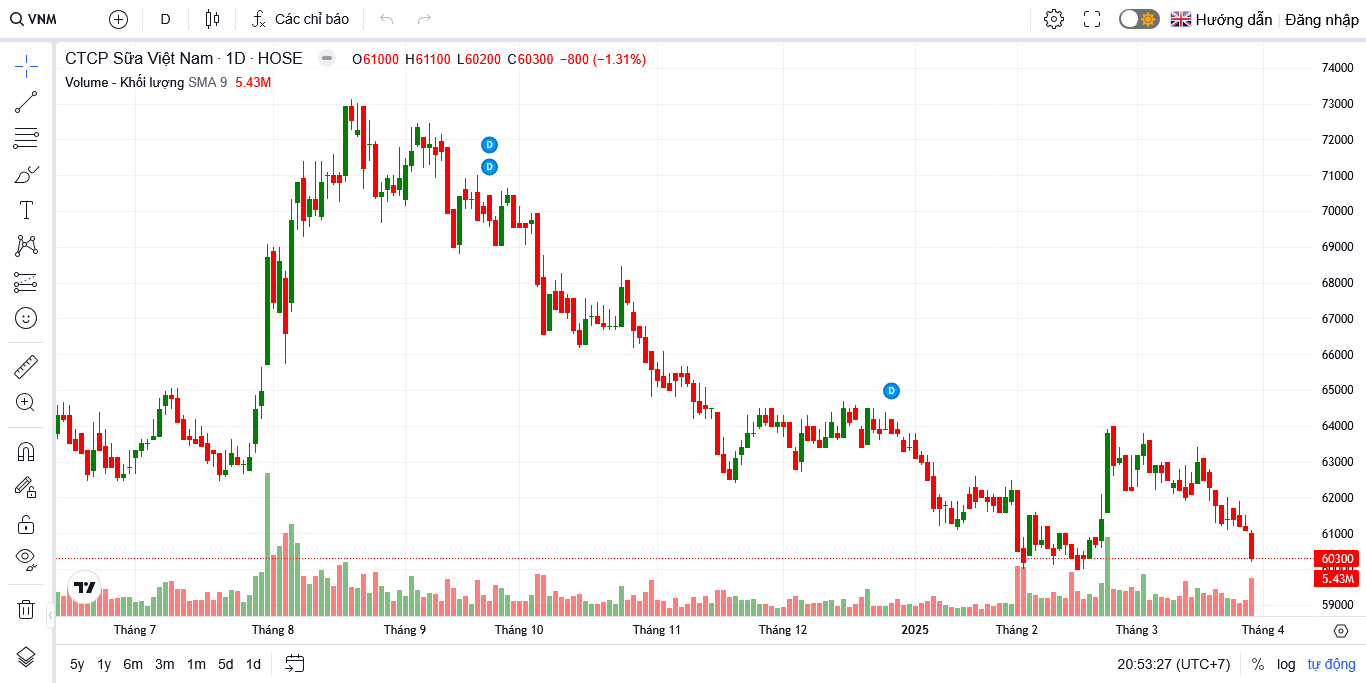 VNM D Các chỉ báo Hướng dẫn Đăng nhập
CTCP Sữa Việt Nam · 1D · HOSE O61000 H61100 L60200 C60300 −800 (−1.31%)
Volume - Khối lượng SMA 9 5.43M
D
D
D
74000
73000
72000
71000
70000
69000
68000
67000
66000
65000
64000
63000
62000
61000
60300
60000
5.43M
59000
Tháng 7 Tháng 8 Tháng 9 Tháng 10 Tháng 11 Tháng 12 2025 Tháng 2 Tháng 3 Tháng 4
5y 1y 6m 3m 1m 5d 1d 20:53:27 (UTC+7) % log tự động